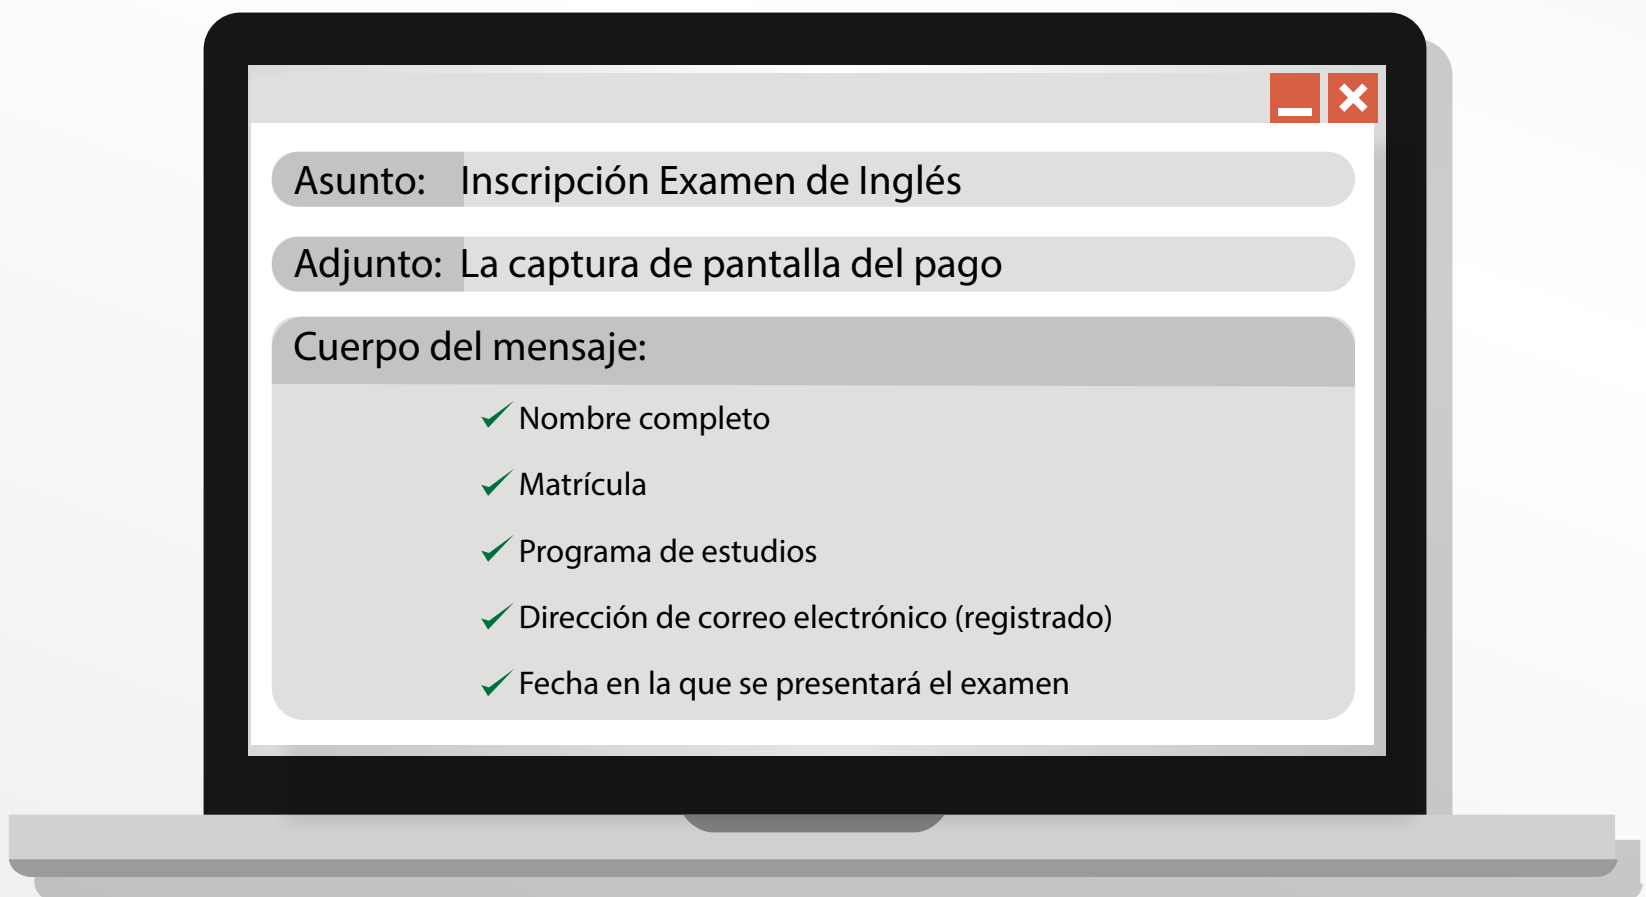 Asunto: Inscripción Examen de Inglés
Adjunto: La captura de pantalla del pago
Cuerpo del mensaje:
Nombre completo
Matrícula
Programa de estudios
Dirección de correo electrónico (registrado)
Fecha en la que se presentará el examen